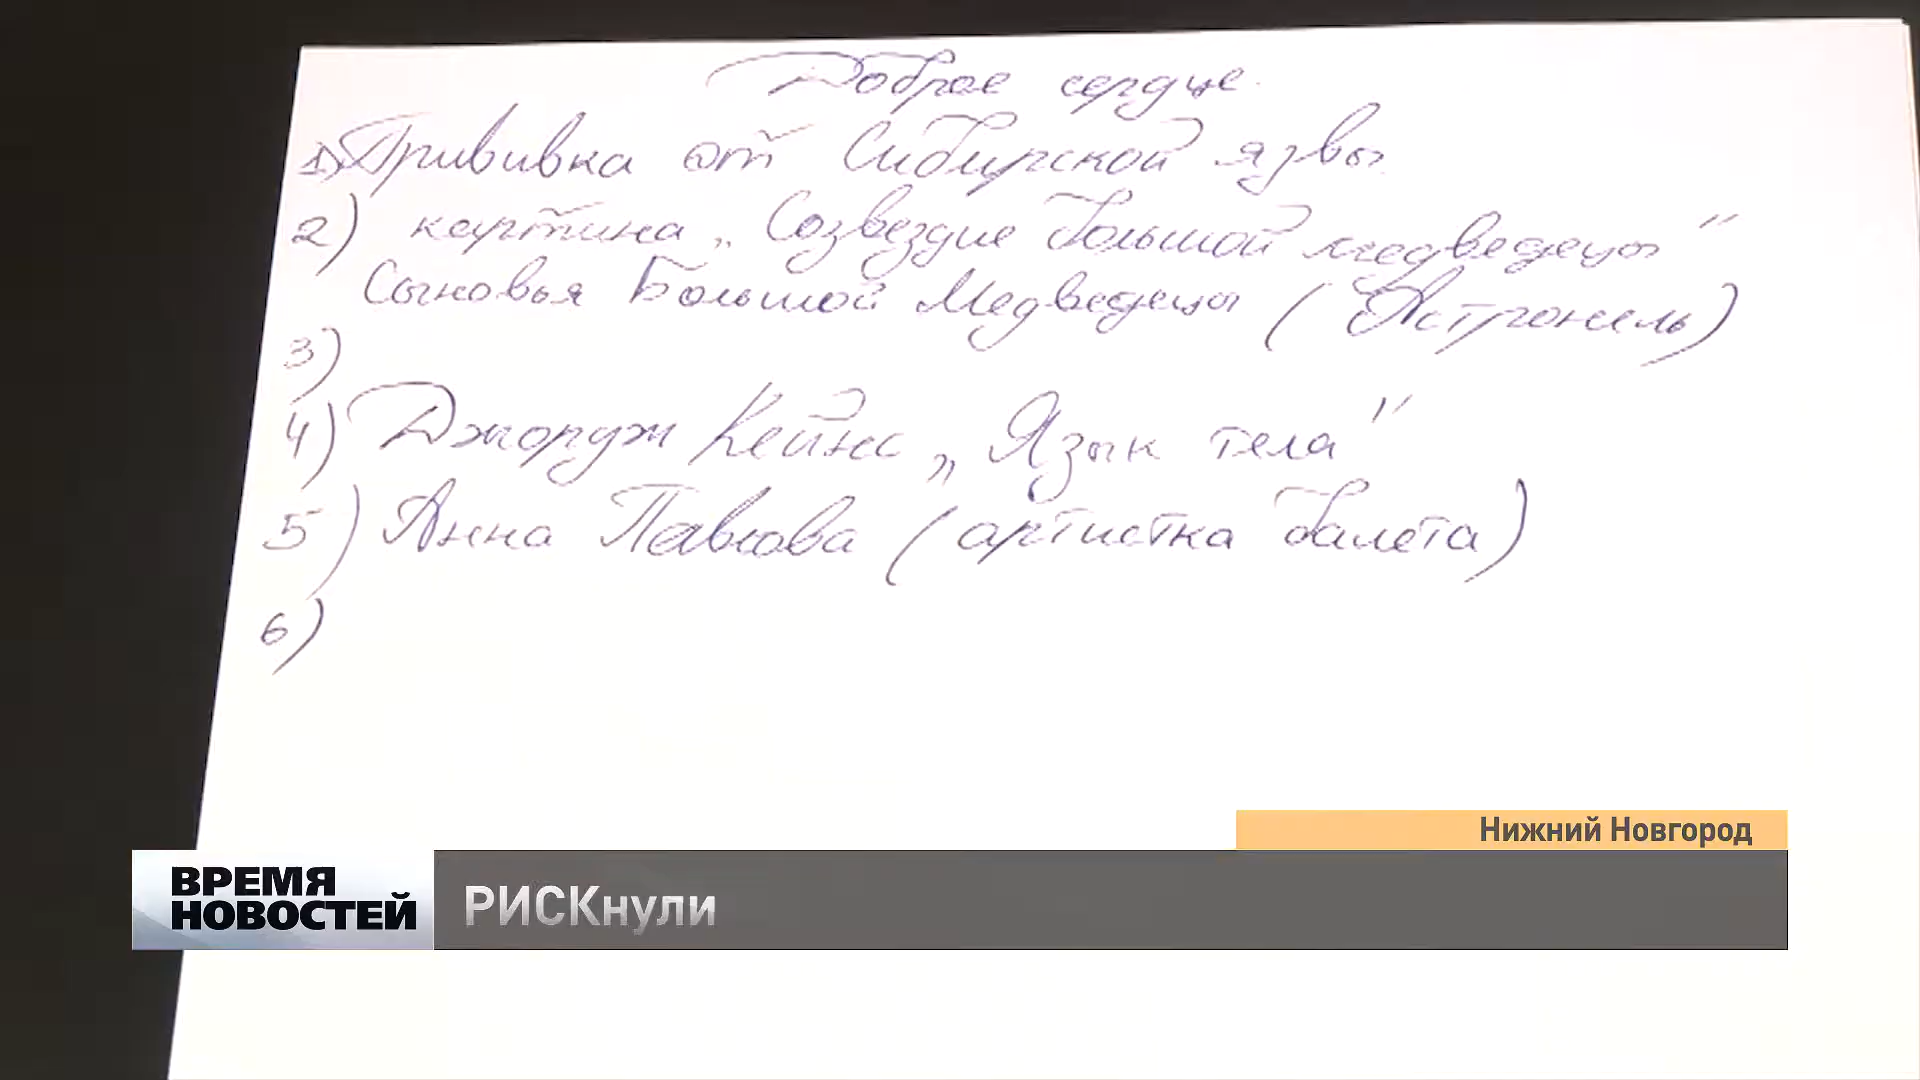 Доброе сердце.
1) Прививка от Сибирской язвы.
2) картина „Созвездие большой медведицы"
Сыновья Большой Медведицы (Астронель)
3)
4) Джордж Кейнс „Язык тела"
5) Анна Павлова (артистка балета)
6)
Нижний Новгород
ВРЕМЯ
НОВОСТЕЙ
РИСКнули